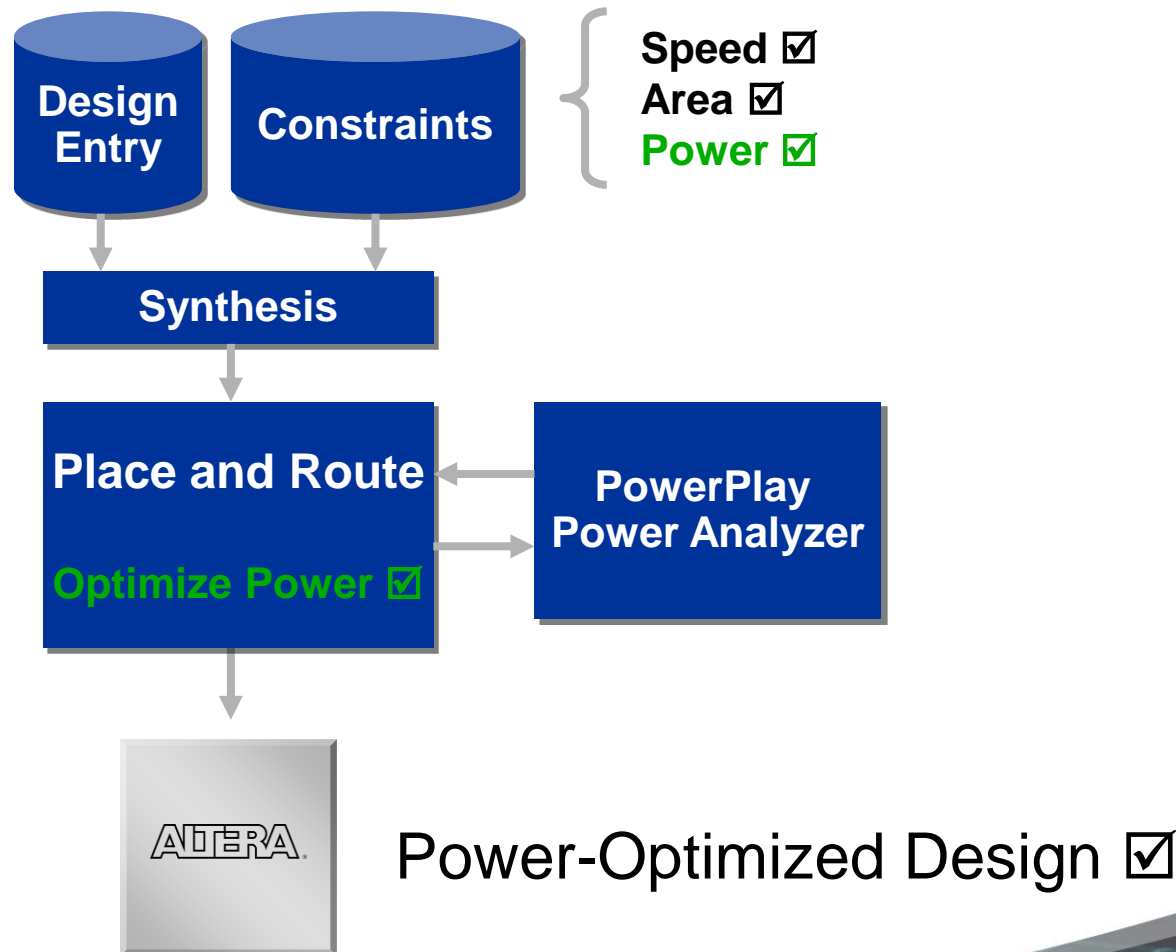 Design
Entry
Constraints
Speed ☑
Area ☑
Power ☑
Synthesis
Place and Route
Optimize Power ☑
PowerPlay
Power Analyzer
ALTERA.
Power-Optimized Design ☑